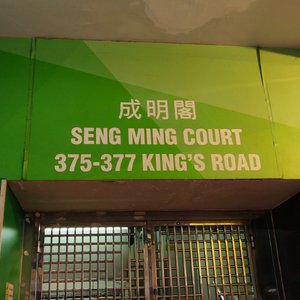 成明閣
SENG MING COURT
375-377 KING'S ROAD